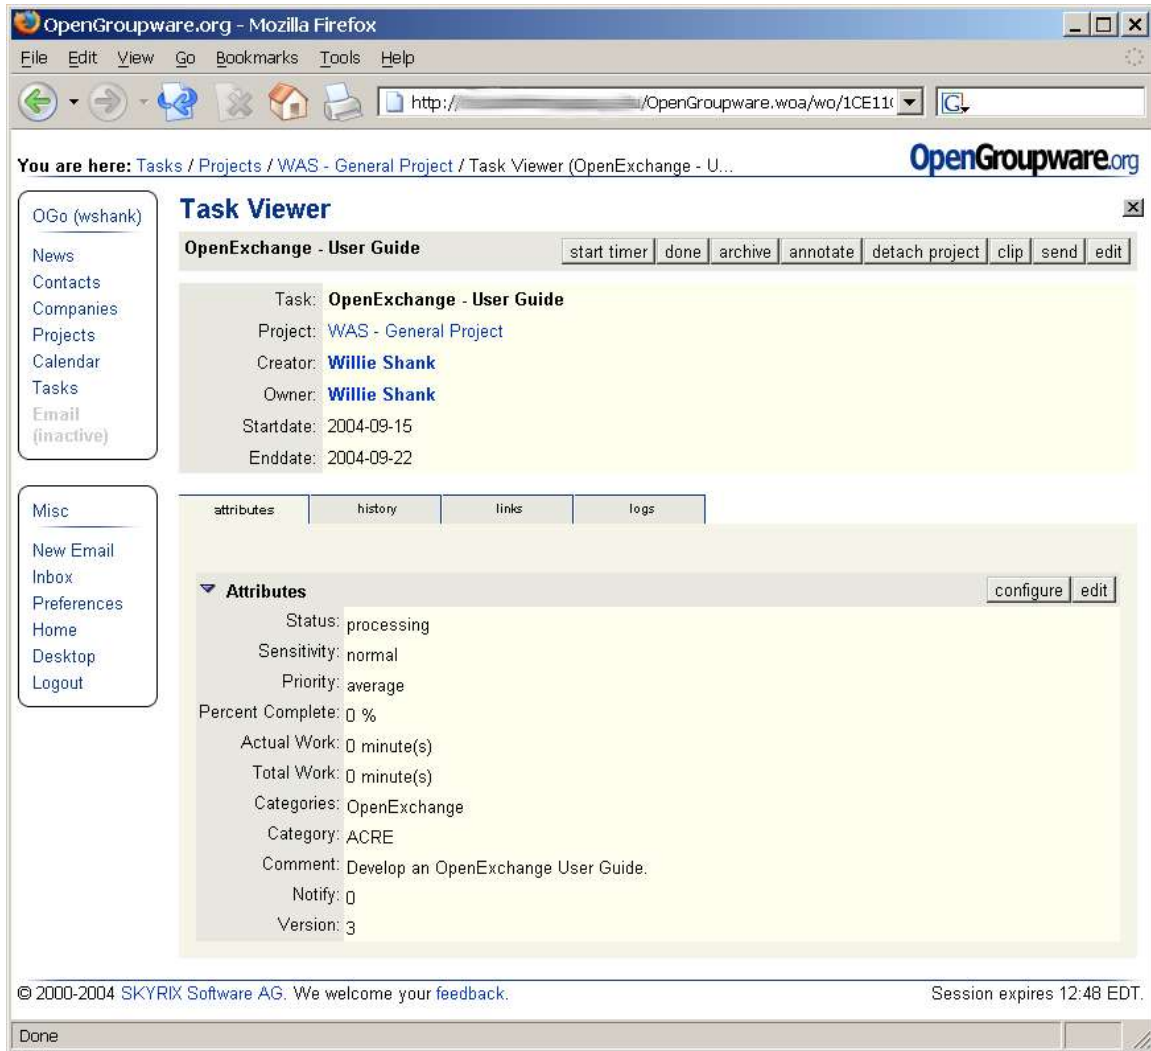 OpenGroupware.org - Mozilla Firefox
File Edit View Go Bookmarks Tools Help
http:// /OpenGroupware.woa/wo/1CE11(
G
You are here: Tasks / Projects / WAS - General Project / Task Viewer (OpenExchange - U...
OpenGroupware.org
OGo (wshank)
News
Contacts
Companies
Projects
Calendar
Tasks
Email
(inactive)
Misc
New Email
Inbox
Preferences
Home
Desktop
Logout
Task Viewer
OpenExchange - User Guide start timer done archive annotate detach project clip send edit
Task: OpenExchange - User Guide
Project: WAS - General Project
Creator: Willie Shank
Owner: Willie Shank
Startdate: 2004-09-15
Enddate: 2004-09-22
attributes history links logs
Attributes configure edit
Status: processing
Sensitivity: normal
Priority: average
Percent Complete: 0 %
Actual Work: 0 minute(s)
Total Work: 0 minute(s)
Categories: OpenExchange
Category: ACRE
Comment: Develop an OpenExchange User Guide.
Notify: 0
Version: 3
© 2000-2004 SKYRIX Software AG. We welcome your feedback. Session expires 12:48 EDT.
Done